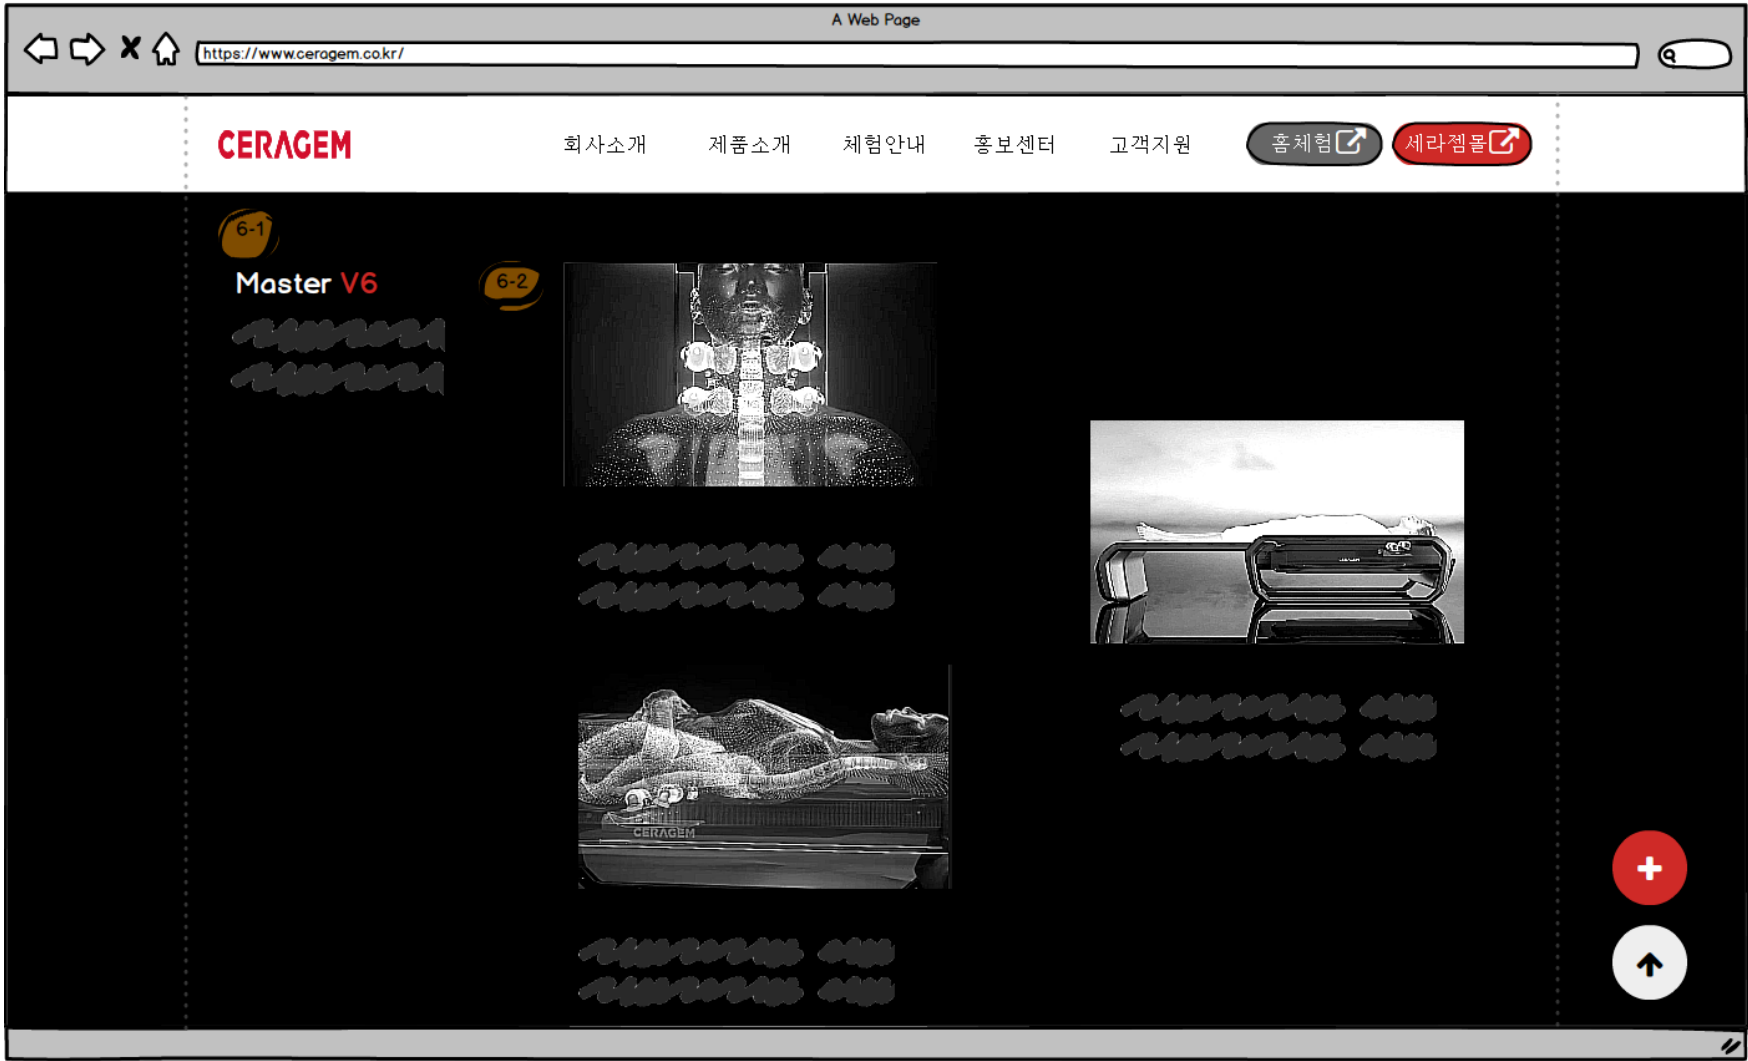 A Web Page
https://www.ceragem.co.kr/
CERAGEM
회사소개
제품소개
체험안내
홍보센터
고객지원
홈체험
세라젬몰
6-1
Master V6
6-2
CERAGEM